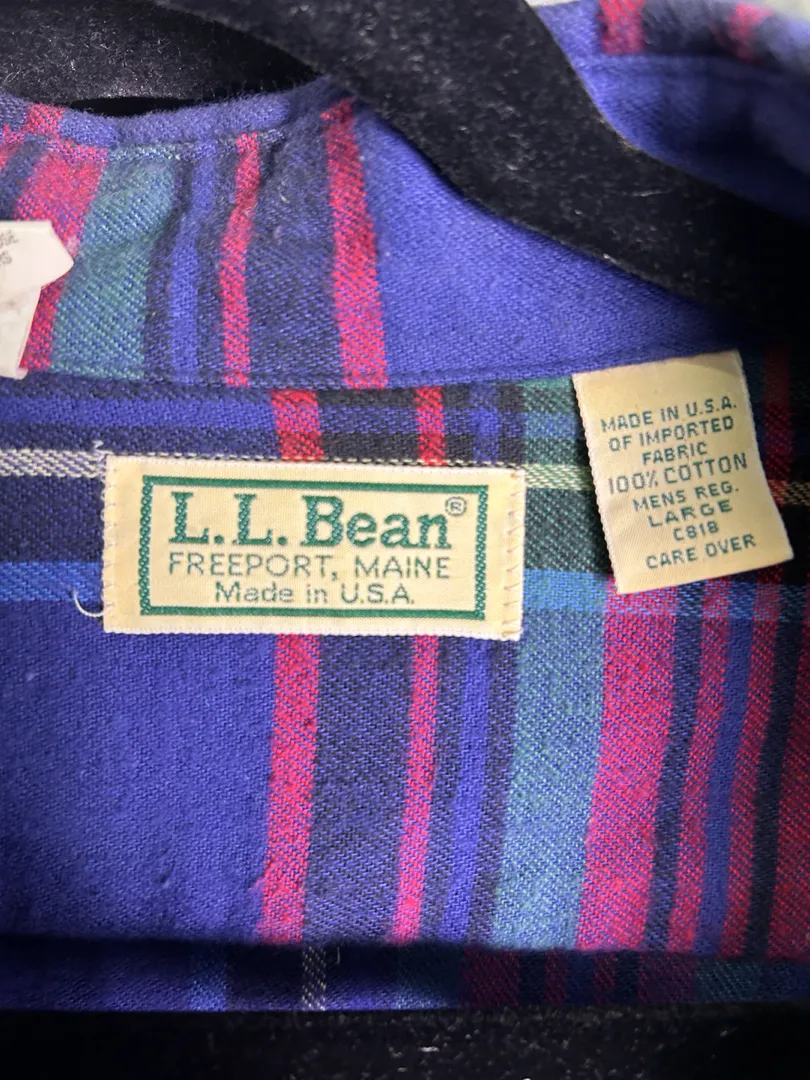 L.L.Bean®
FREEPORT, MAINE
Made in U.S.A.
MADE IN U.S.A.
OF IMPORTED
FABRIC
100% COTTON
MENS REG.
LARGE
C818
CARE OVER